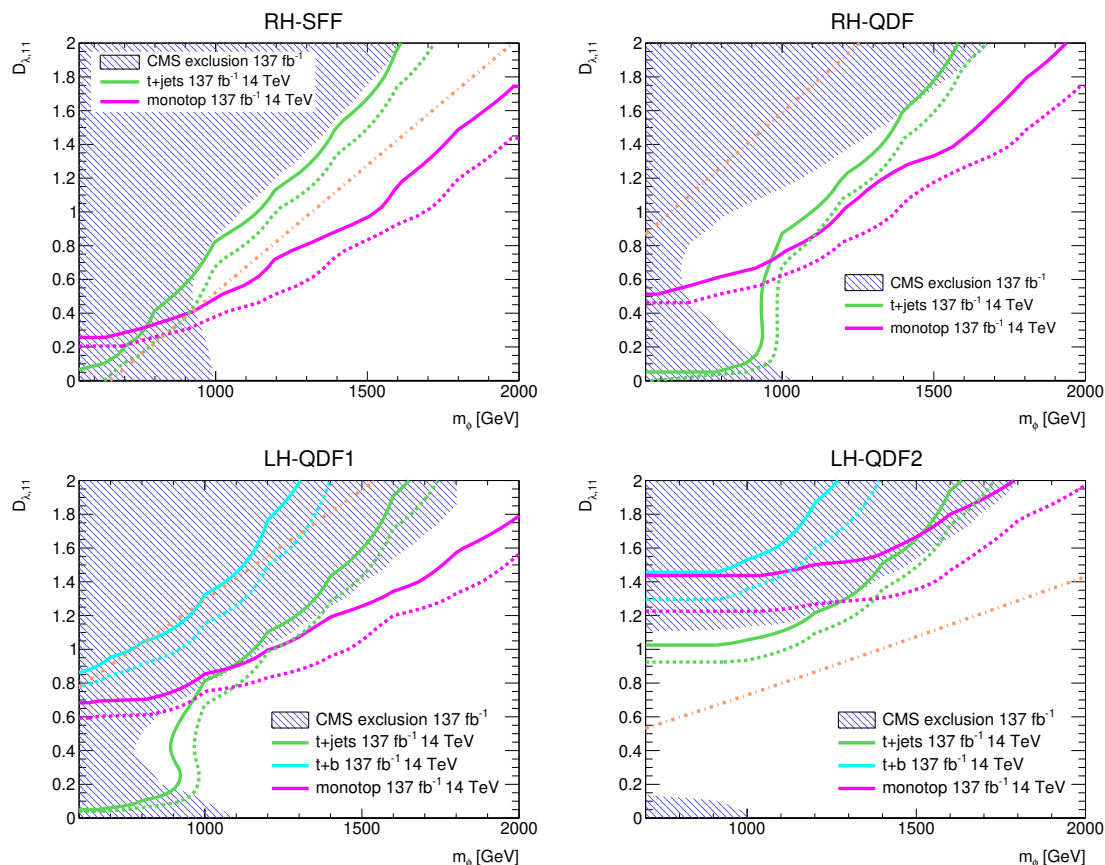 RH-SFF
D_{λ,11}
2
1.8
1.6
1.4
1.2
1
0.8
0.6
0.4
0.2
0
CMS exclusion 137 fb⁻¹
t+jets 137 fb⁻¹ 14 TeV
monotop 137 fb⁻¹ 14 TeV
1000 1500 2000
m_ϕ [GeV]
RH-QDF
D_{λ,11}
2
1.8
1.6
1.4
1.2
1
0.8
0.6
0.4
0.2
0
CMS exclusion 137 fb⁻¹
t+jets 137 fb⁻¹ 14 TeV
monotop 137 fb⁻¹ 14 TeV
1000 1500 2000
m_ϕ [GeV]
LH-QDF1
D_{λ,11}
2
1.8
1.6
1.4
1.2
1
0.8
0.6
0.4
0.2
0
CMS exclusion 137 fb⁻¹
t+jets 137 fb⁻¹ 14 TeV
t+b 137 fb⁻¹ 14 TeV
monotop 137 fb⁻¹ 14 TeV
1000 1500 2000
m_ϕ [GeV]
LH-QDF2
D_{λ,11}
2
1.8
1.6
1.4
1.2
1
0.8
0.6
0.4
0.2
0
CMS exclusion 137 fb⁻¹
t+jets 137 fb⁻¹ 14 TeV
t+b 137 fb⁻¹ 14 TeV
monotop 137 fb⁻¹ 14 TeV
1000 1500 2000
m_ϕ [GeV]